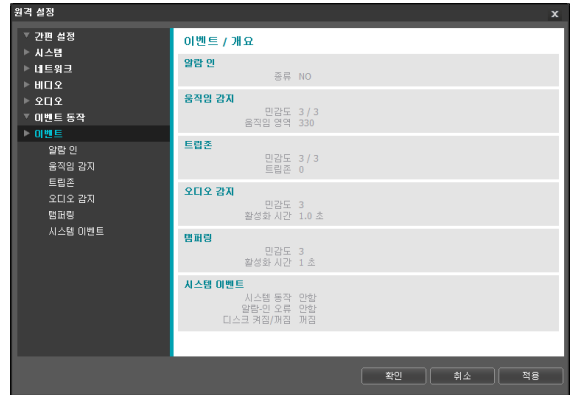 원격 설정
x
간편 설정
시스템
네트워크
비디오
오디오
이벤트 동작
이벤트
알람 인
움직임 감지
트립존
오디오 감지
탬퍼링
시스템 이벤트
이벤트 / 개요
알람 인
종류 NO
움직임 감지
민감도 3 / 3
움직임 영역 330
트립존
민감도 3 / 3
트립존 0
오디오 감지
민감도 3
활성화 시간 1.0 초
탬퍼링
민감도 3
활성화 시간 1 초
시스템 이벤트
시스템 동작 안함
알람-인 오류 안함
디스크 켜짐/꺼짐 꺼짐
확인 취소 적용